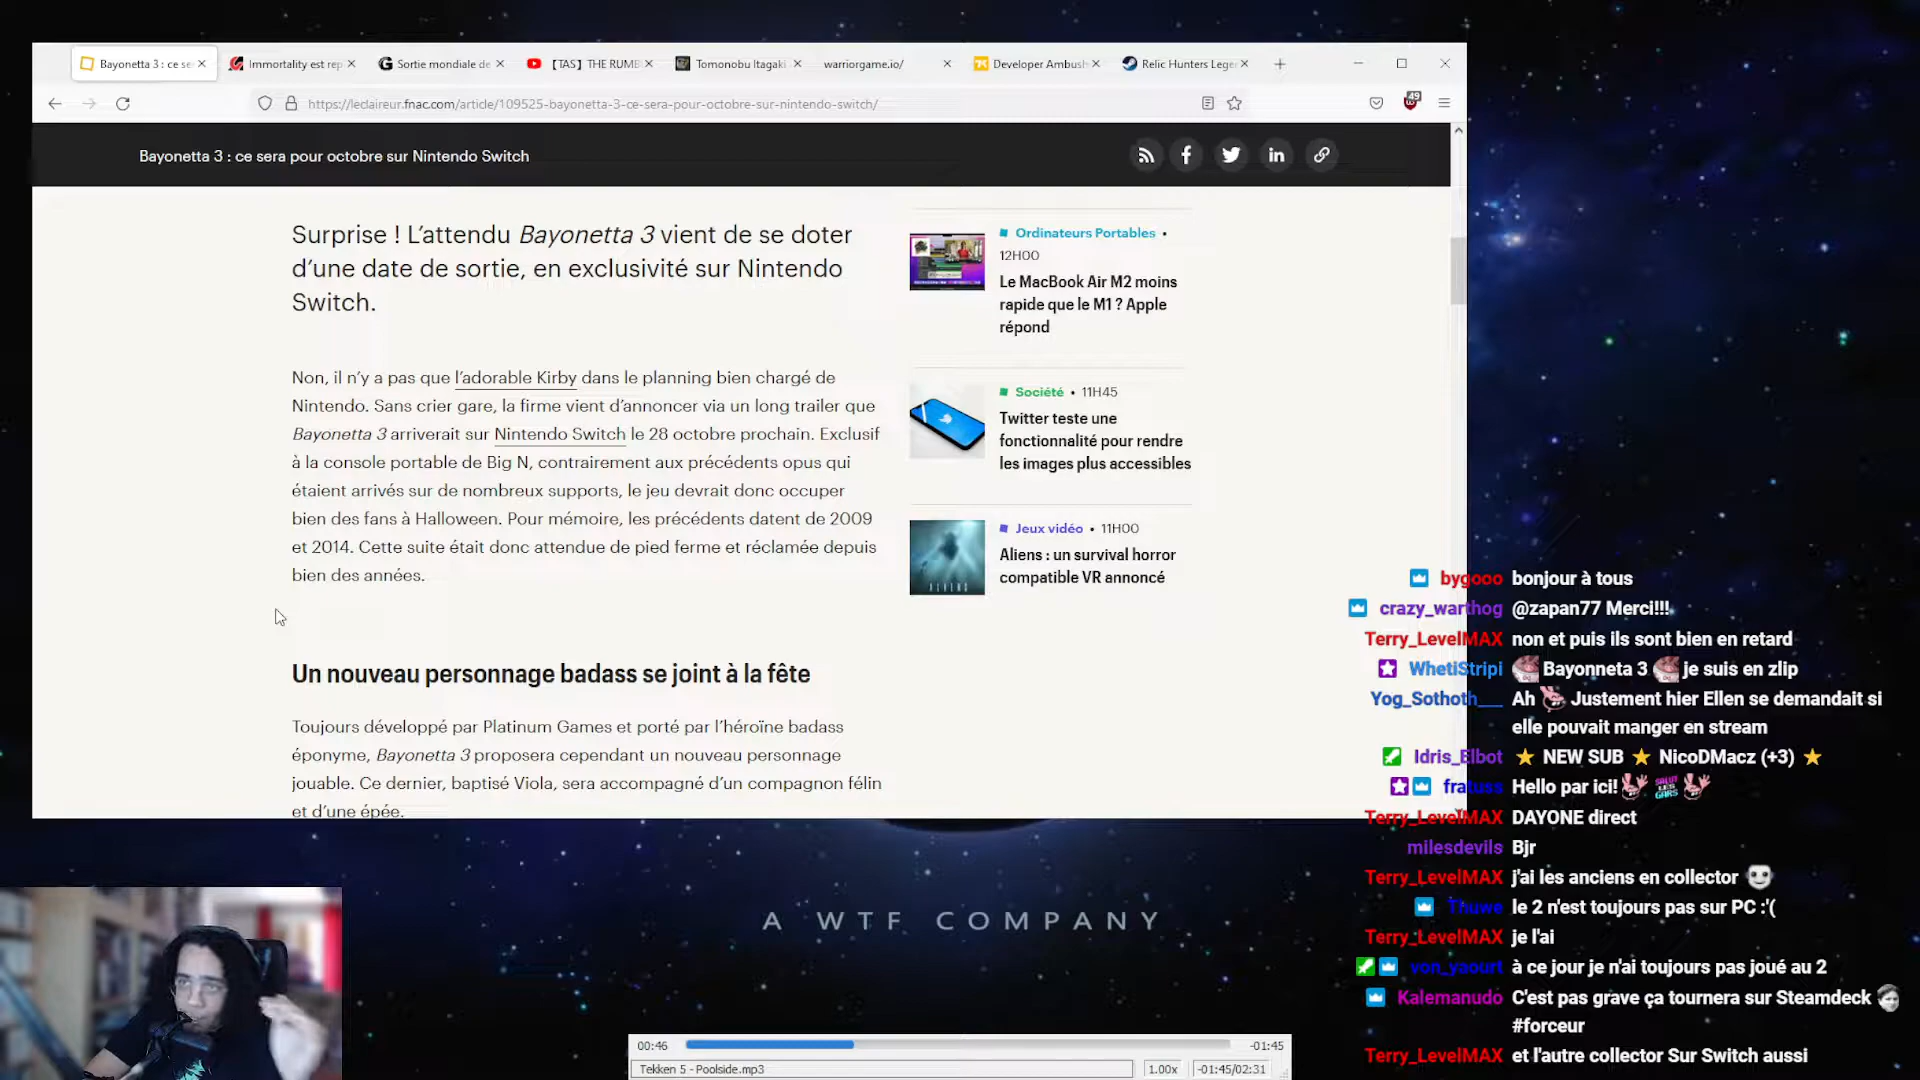 Bayonetta 3 : ce se
Immortality est rep
Sortie mondiale de
【TAS】THE RUMB
Tomonobu Itagaki
warriorgame.io/
Developer Ambush
Relic Hunters Leger
https://leclaireur.fnac.com/article/109525-bayonetta-3-ce-sera-pour-octobre-sur-nintendo-switch/
49
Bayonetta 3 : ce sera pour octobre sur Nintendo Switch
Surprise ! L’attendu Bayonetta 3 vient de se doter
d’une date de sortie, en exclusivité sur Nintendo
Switch.
Non, il n’y a pas que l’adorable Kirby dans le planning bien chargé de
Nintendo. Sans crier gare, la firme vient d’annoncer via un long trailer que
Bayonetta 3 arriverait sur Nintendo Switch le 28 octobre prochain. Exclusif
à la console portable de Big N, contrairement aux précédents opus qui
étaient arrivés sur de nombreux supports, le jeu devrait donc occuper
bien des fans à Halloween. Pour mémoire, les précédents datent de 2009
et 2014. Cette suite était donc attendue de pied ferme et réclamée depuis
bien des années.
Un nouveau personnage badass se joint à la fête
Toujours développé par Platinum Games et porté par l’héroïne badass
éponyme, Bayonetta 3 proposera cependant un nouveau personnage
jouable. Ce dernier, baptisé Viola, sera accompagné d’un compagnon félin
et d’une épée.
Ordinateurs Portables •
12H00
Le MacBook Air M2 moins
rapide que le M1 ? Apple
répond
Société • 11H45
Twitter teste une
fonctionnalité pour rendre
les images plus accessibles
Jeux vidéo • 11H00
Aliens : un survival horror
compatible VR annoncé
ALIENS
bygooo bonjour à tous
crazy_warthog @zapan77 Merci!!!
Terry_LevelMAX non et puis ils sont bien en retard
WhetiStripi Bayonneta 3 je suis en zlip
Yog_Sothoth___ Ah Justement hier Ellen se demandait si
elle pouvait manger en stream
Idris_Elbot NEW SUB NicoDMacz (+3)
fratuss Hello par ici! SALUT LES GARS
Terry_LevelMAX DAYONE direct
milesdevils Bjr
Terry_LevelMAX j'ai les anciens en collector
Thuwe le 2 n'est toujours pas sur PC :'(
Terry_LevelMAX je l'ai
von_yaourt à ce jour je n'ai toujours pas joué au 2
Kalemanudo C'est pas grave ça tournera sur Steamdeck
#forceur
Terry_LevelMAX et l'autre collector Sur Switch aussi
A WTF COMPANY
00:46
-01:45
Tekken 5 - Poolside.mp3
1.00x
-01:45/02:31